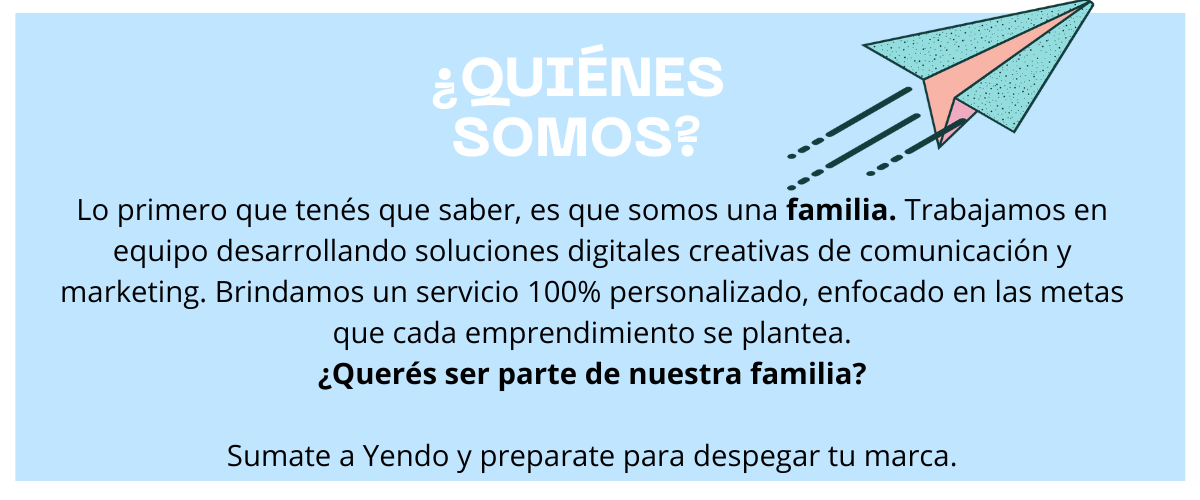 ¿QUIÉNES
SOMOS?
Lo primero que tenés que saber, es que somos una familia. Trabajamos en
equipo desarrollando soluciones digitales creativas de comunicación y
marketing. Brindamos un servicio 100% personalizado, enfocado en las metas
que cada emprendimiento se plantea.
¿Querés ser parte de nuestra familia?
Sumate a Yendo y preparate para despegar tu marca.